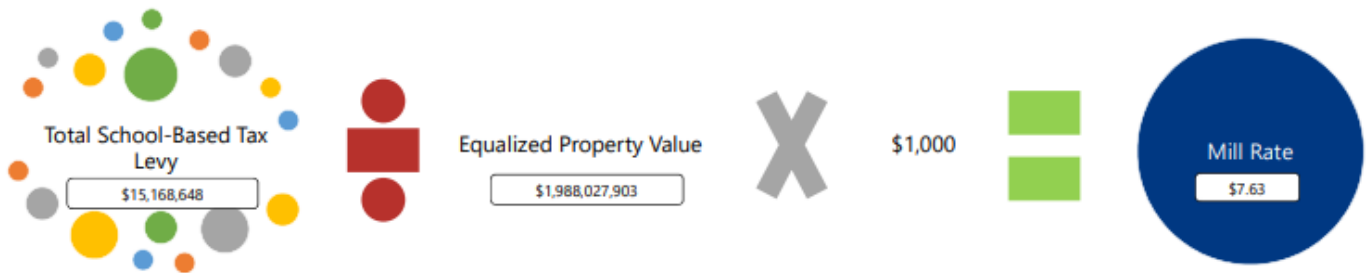 Total School-Based Tax
Levy
$15,168,648
Equalized Property Value
$1,988,027,903
$1,000
Mill Rate
$7.63